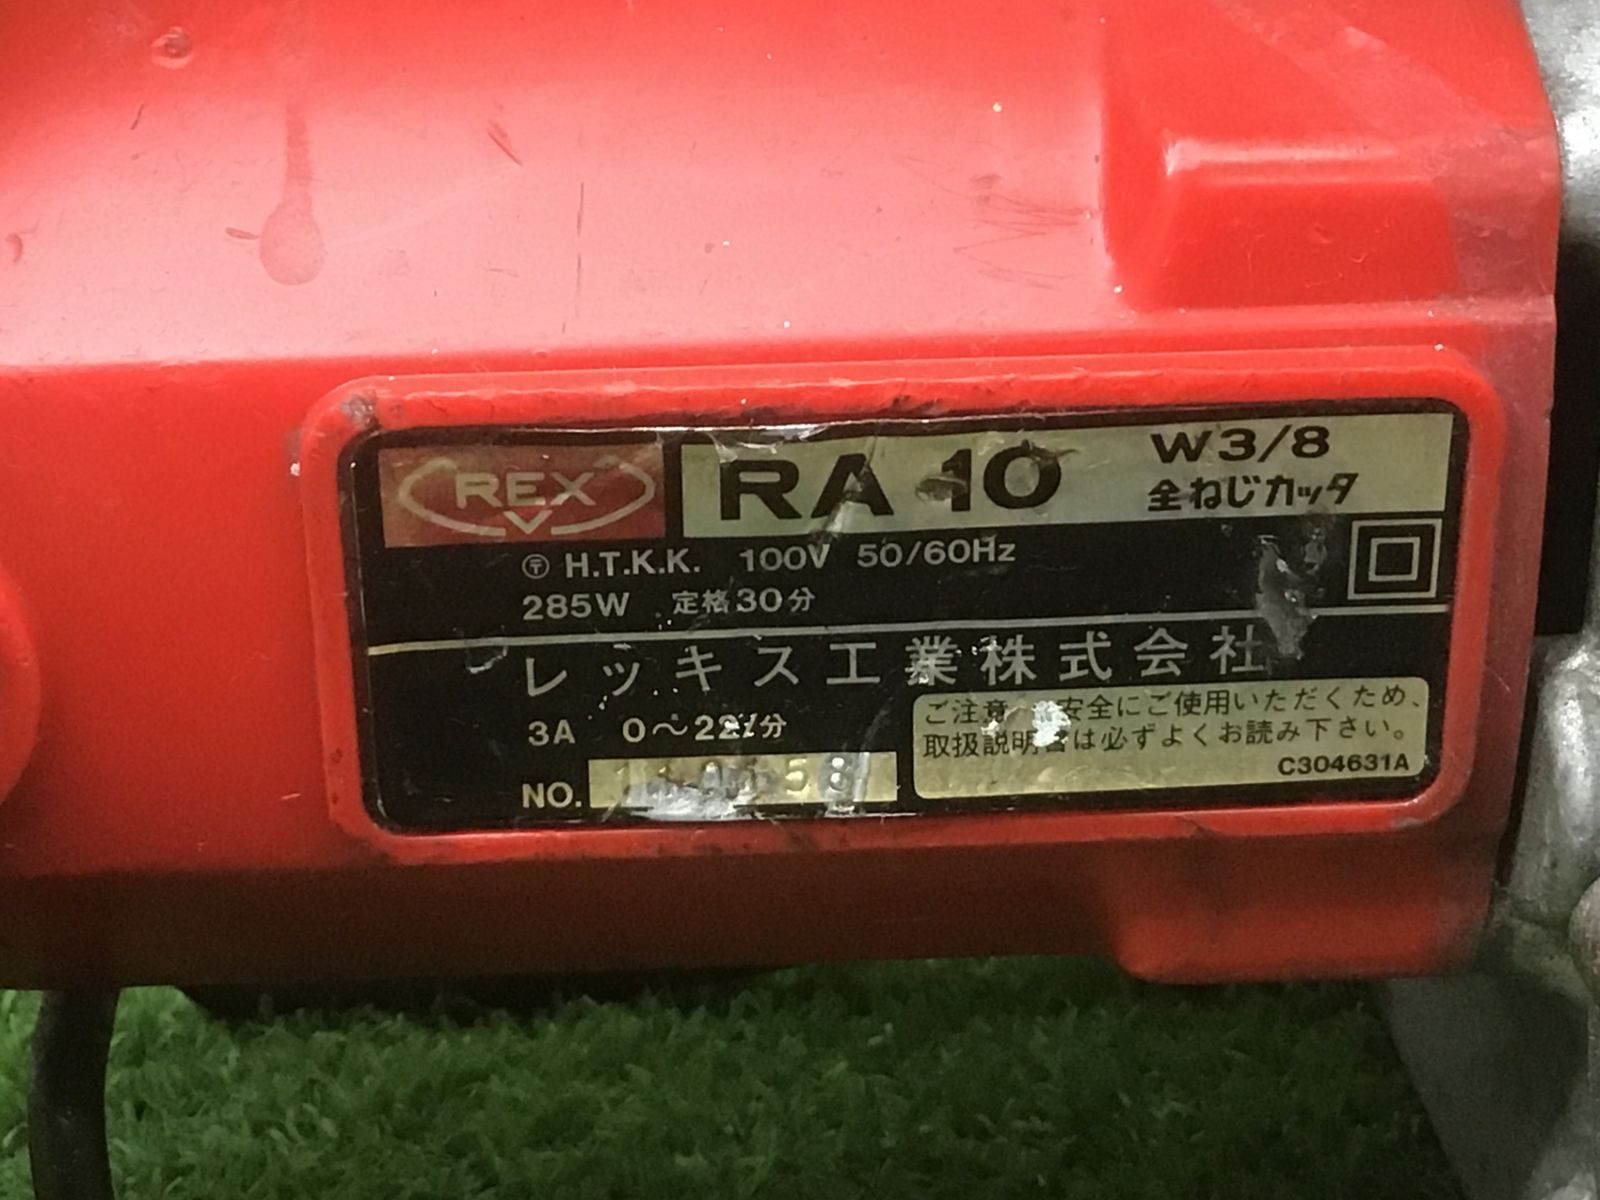 REX
RA 10
W3/8
全ねじカッタ
〒 H.T.K.K. 100V 50/60Hz
285W 定格30分
レッキス工業株式会社
3A 0～22ℓ/分
NO.
ご注意 安全にご使用いただくため、
取扱説明書は必ずよくお読み下さい。
C304631A